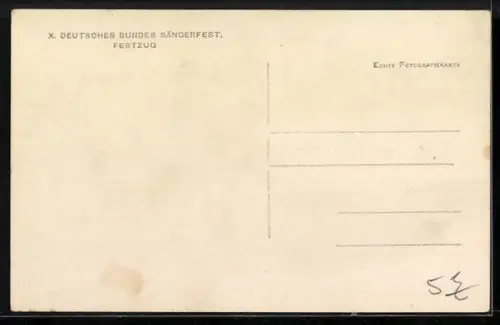 X. DEUTSCHES BUNDES SÄNGERFEST.
FESTZUG
ECHTE FOTOGRAFIEKARTE